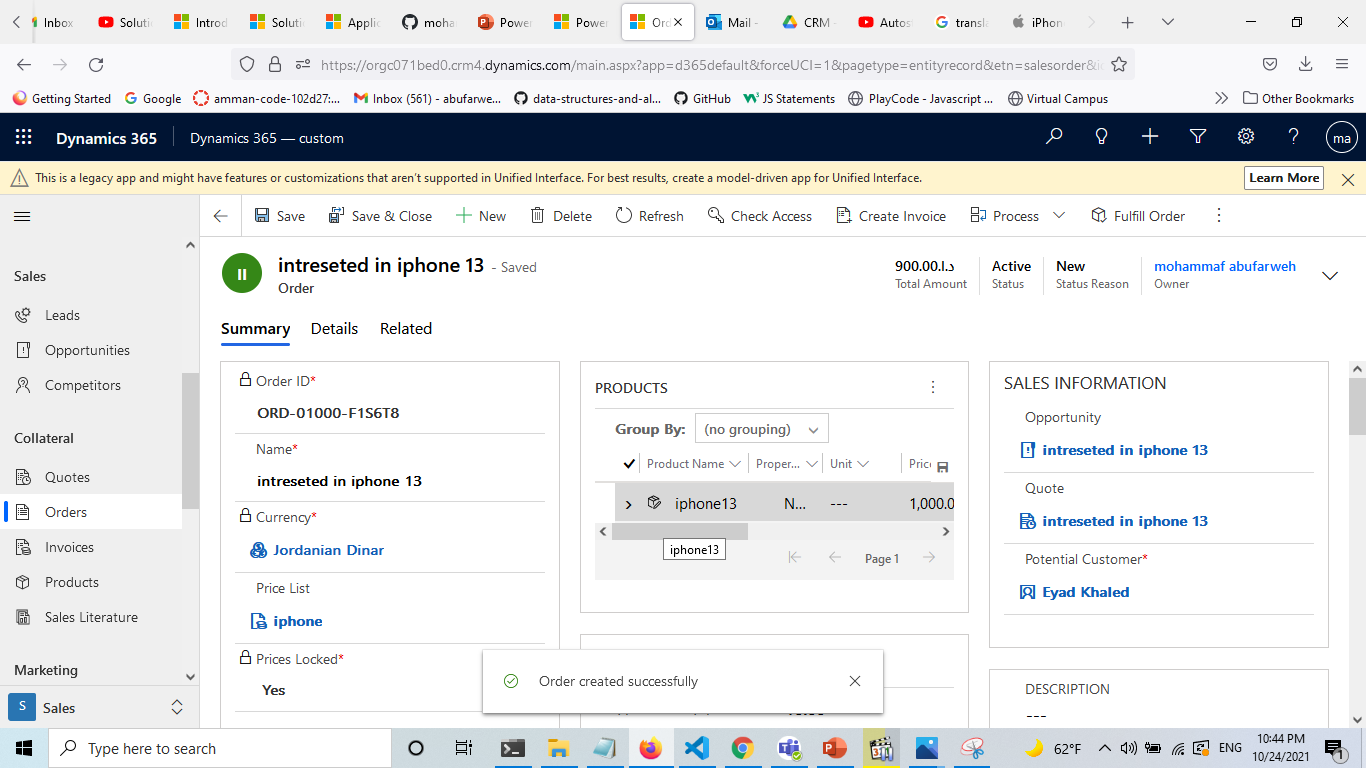 Inbox
Soluti
Introd
Soluti
Applic
moha
Power
Power
Ord
Mail -
CRM -
Autos
transla
iPhon
https://orgc071bed0.crm4.dynamics.com/main.aspx?app=d365default&forceUCI=1&pagetype=entityrecord&etn=salesorder&i
Getting Started
Google
amman-code-102d27:...
Inbox (561) - abufarwe...
data-structures-and-al...
GitHub
JS Statements
PlayCode - Javascript ...
Virtual Campus
Other Bookmarks
Dynamics 365
Dynamics 365 — custom
ma
This is a legacy app and might have features or customizations that aren't supported in Unified Interface. For best results, create a model-driven app for Unified Interface.
Learn More
Save
Save & Close
New
Delete
Refresh
Check Access
Create Invoice
Process
Fulfill Order
Sales
Leads
Opportunities
Competitors
Collateral
Quotes
Orders
Invoices
Products
Sales Literature
Marketing
S Sales
intreseted in iphone 13 - Saved
Order
د.ا.900.00
Total Amount
Active
Status
New
Status Reason
mohammaf abufarweh
Owner
Summary
Details
Related
Order ID*
ORD-01000-F1S6T8
Name*
intreseted in iphone 13
Currency*
Jordanian Dinar
Price List
iphone
Prices Locked*
Yes
PRODUCTS
Group By: (no grouping)
Product Name
Proper...
Unit
Price
iphone13 N... --- 1,000.0
iphone13
Page 1
SALES INFORMATION
Opportunity
intreseted in iphone 13
Quote
intreseted in iphone 13
Potential Customer*
Eyad Khaled
DESCRIPTION
---
Order created successfully
Type here to search
62°F
ENG
10:44 PM
10/24/2021
1